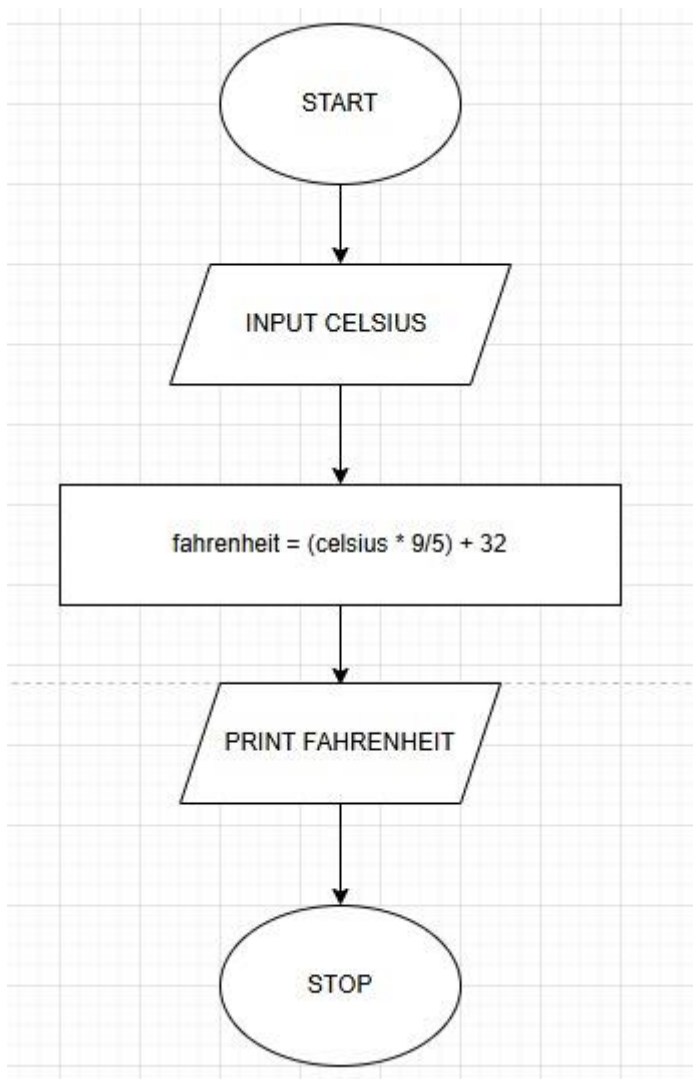 START
INPUT CELSIUS
fahrenheit = (celsius * 9/5) + 32
PRINT FAHRENHEIT
STOP